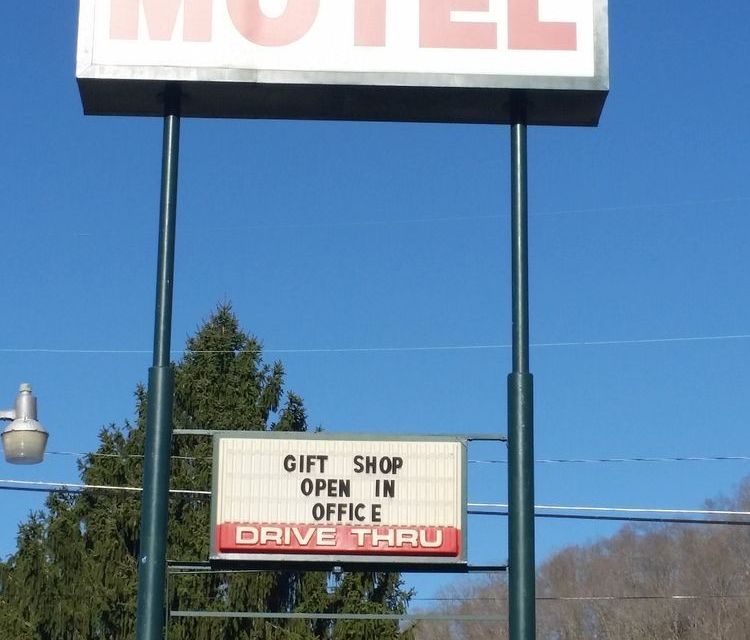 MOTEL
GIFT SHOP
OPEN IN
OFFICE
DRIVE THRU